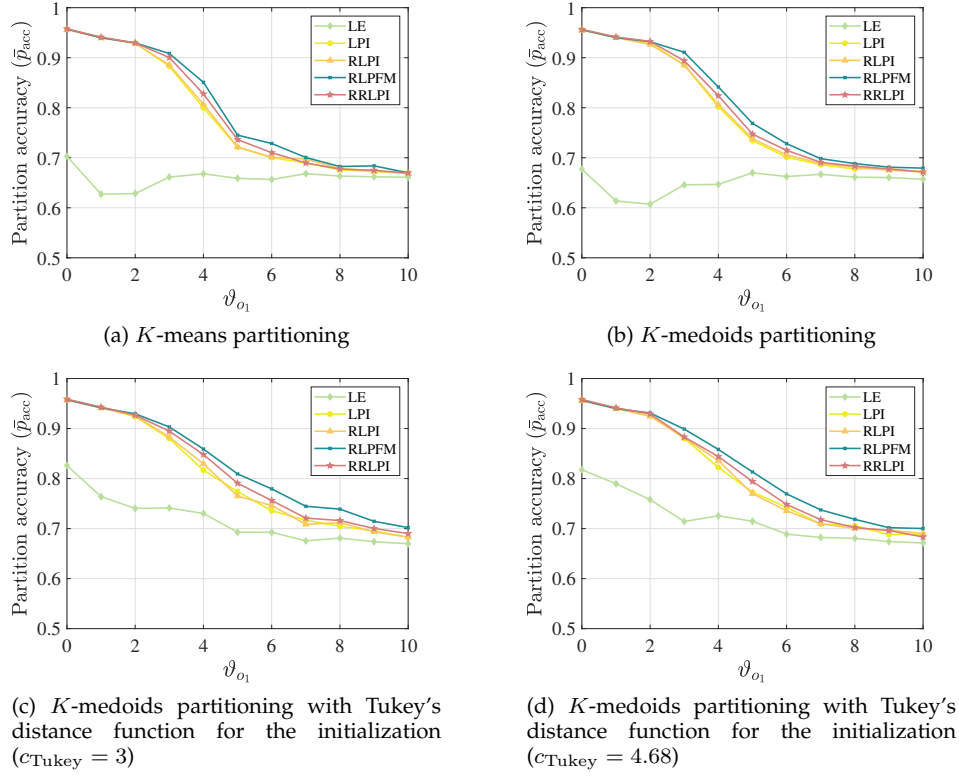 Partition accuracy (p̄acc)
1
0.9
0.8
0.7
0.6
0.5
0 2 4 6 8 10
ϑo1
LE
LPI
RLPI
RLPFM
RRLPI
(a) K-means partitioning
Partition accuracy (p̄acc)
1
0.9
0.8
0.7
0.6
0.5
0 2 4 6 8 10
ϑo1
LE
LPI
RLPI
RLPFM
RRLPI
(b) K-medoids partitioning
Partition accuracy (p̄acc)
1
0.9
0.8
0.7
0.6
0.5
0 2 4 6 8 10
ϑo1
LE
LPI
RLPI
RLPFM
RRLPI
(c) K-medoids partitioning with Tukey's
distance function for the initialization
(cTukey = 3)
Partition accuracy (p̄acc)
1
0.9
0.8
0.7
0.6
0.5
0 2 4 6 8 10
ϑo1
LE
LPI
RLPI
RLPFM
RRLPI
(d) K-medoids partitioning with Tukey's
distance function for the initialization
(cTukey = 4.68)